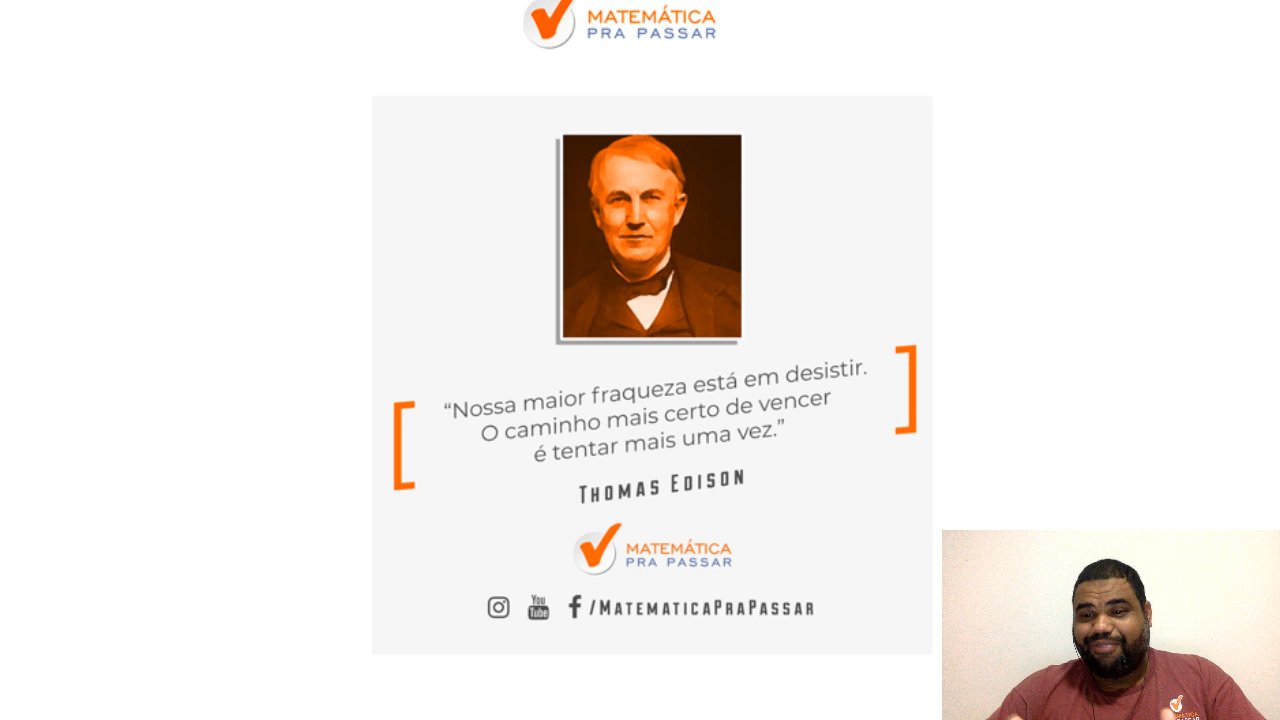 MATEMÁTICA
PRA PASSAR
“Nossa maior fraqueza está em desistir.
O caminho mais certo de vencer
é tentar mais uma vez.”
THOMAS EDISON
MATEMÁTICA
PRA PASSAR
You
Tube
/MATEMATICAPRAPASSAR
MATEMÁTICA